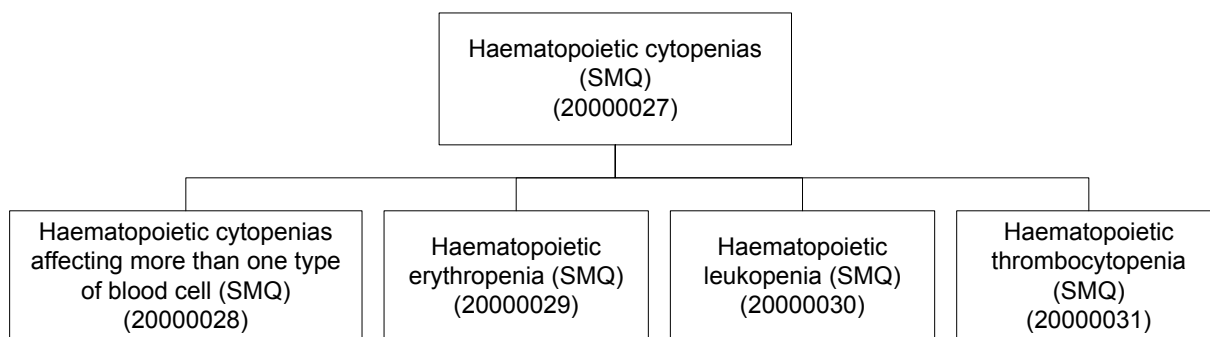 Haematopoietic cytopenias
(SMQ)
(20000027)
Haematopoietic cytopenias
affecting more than one type
of blood cell (SMQ)
(20000028)
Haematopoietic
erythropenia (SMQ)
(20000029)
Haematopoietic
leukopenia (SMQ)
(20000030)
Haematopoietic
thrombocytopenia
(SMQ)
(20000031)